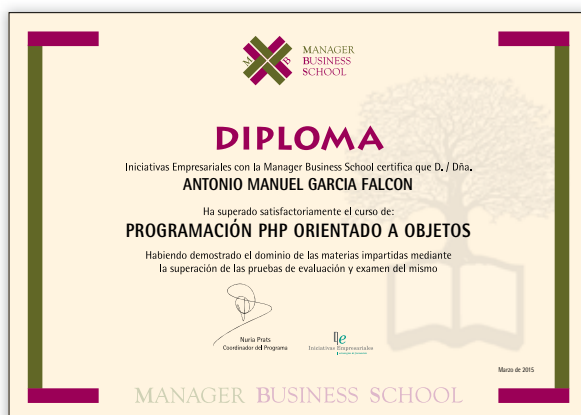 M B
MANAGER
BUSINESS
SCHOOL
DIPLOMA
Iniciativas Empresariales con la Manager Business School certifica que D. / Dña.
ANTONIO MANUEL GARCIA FALCON
Ha superado satisfactoriamente el curso de:
PROGRAMACIÓN PHP ORIENTADO A OBJETOS
Habiendo demostrado el dominio de las materias impartidas mediante
la superación de las pruebas de evaluación y examen del mismo
Nuria Prats
Coordinador del Programa
Ie
Iniciativas Empresariales
Marzo de 2015
MANAGER BUSINESS SCHOOL